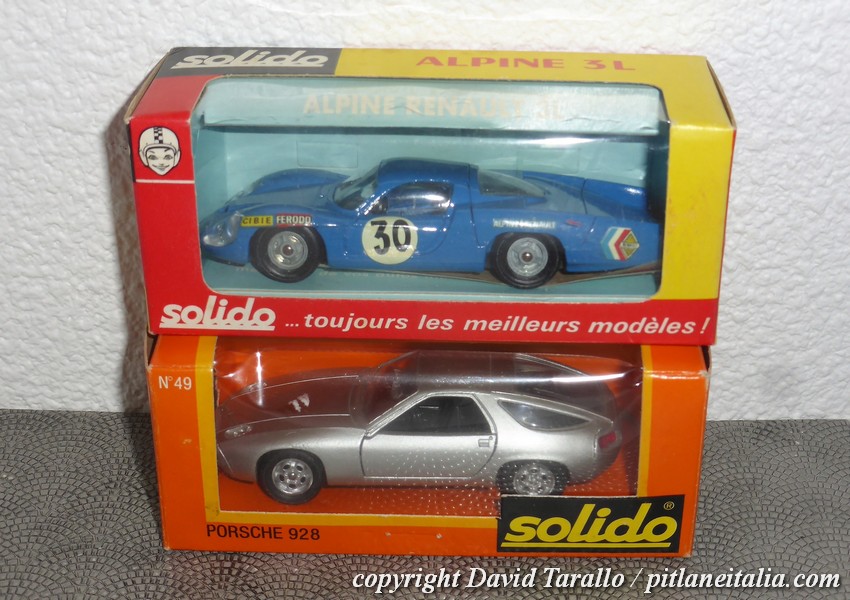 solido
ALPINE 3L
ALPINE RENAULT 3L
CIBIE FERODO
30
solido ...toujours les meilleurs modèles !
N°49
PORSCHE 928
solido®
copyright David Tarallo / pitlaneitalia.com